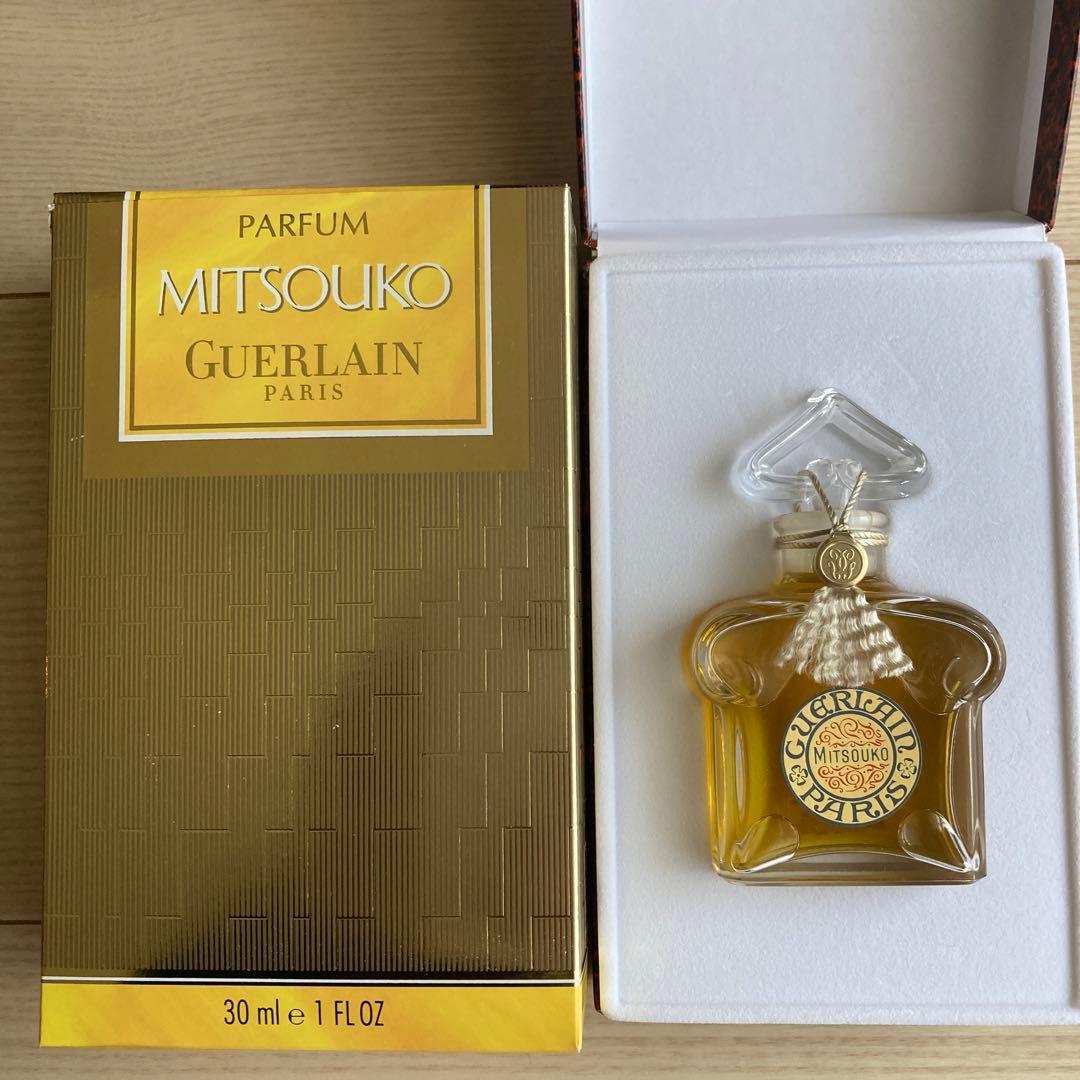 PARFUM
MITSOUKO
GUERLAIN
PARIS
30 ml e 1 FL OZ
GUERLAIN
MITSOUKO
PARIS